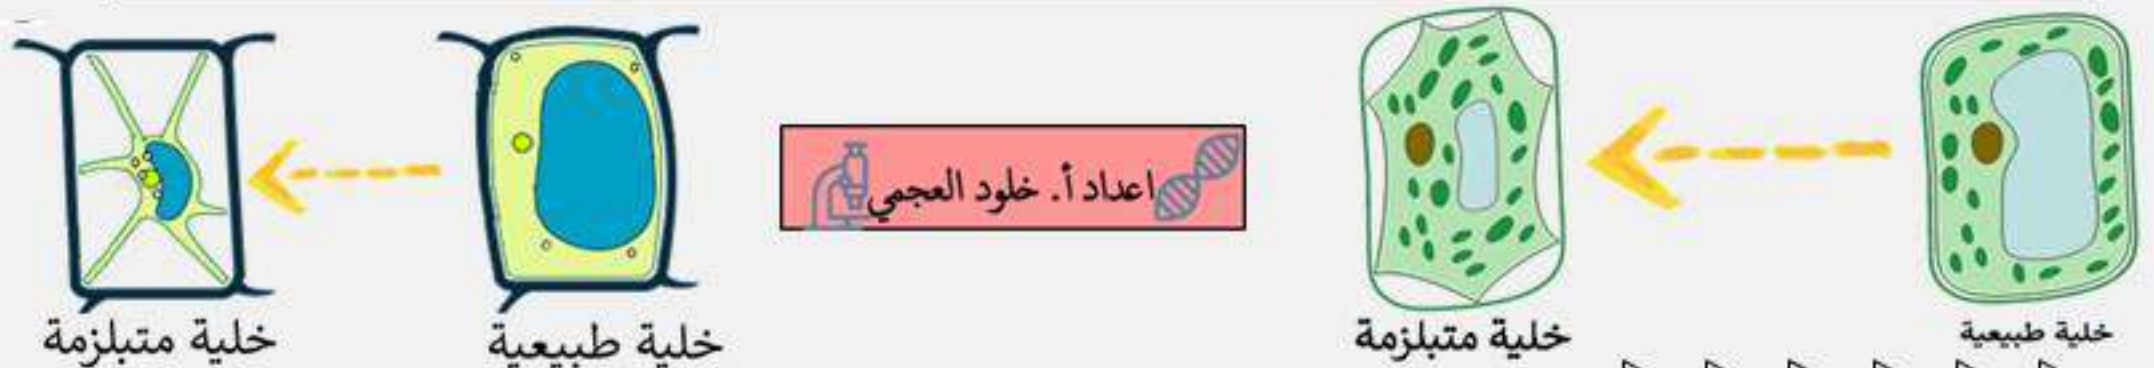 اعداد أ. خلود العجمي
خلية طبيعية
خلية متبلزمة
خلية طبيعية
خلية متبلزمة